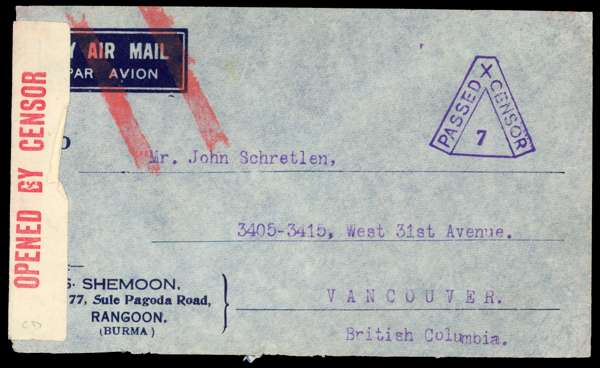 AIR MAIL
PAR AVION
OPENED BY CENSOR
PASSED
X
CENSOR
7
Mr. John Schretlen,
3405-3415, West 31st Avenue.
VANCOUVER.
British Columbia.
S. SHEMOON.
77, Sule Pagoda Road,
RANGOON.
(BURMA)